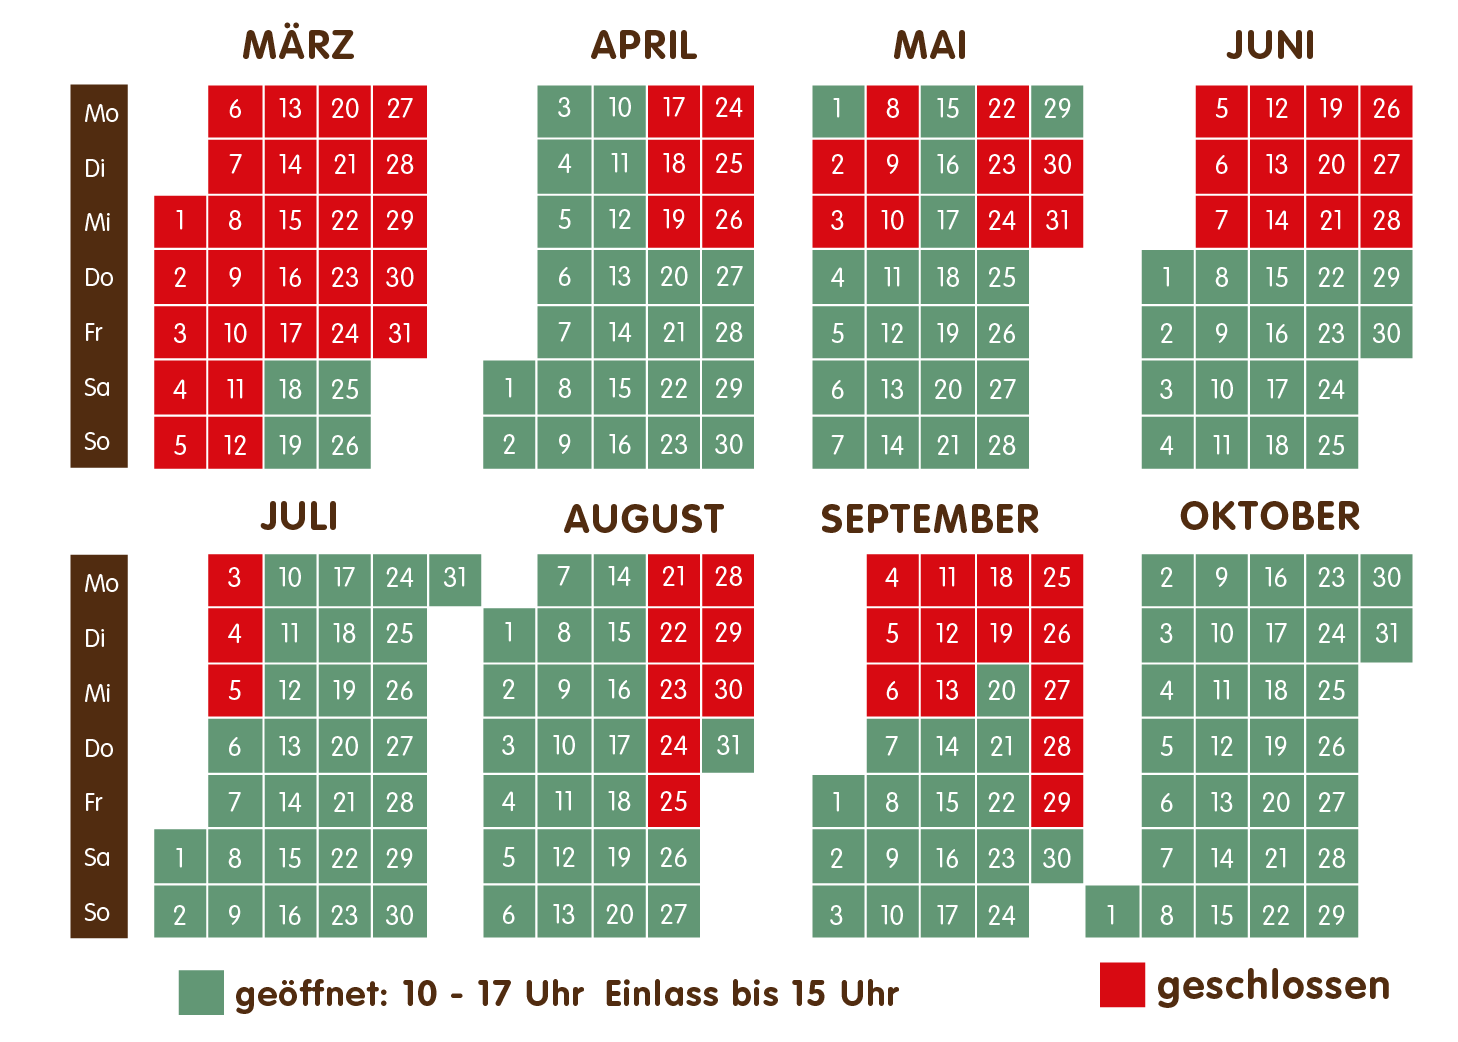 MÄRZ APRIL MAI JUNI
Mo 6 13 20 27 3 10 17 24 1 8 15 22 29 5 12 19 26
Di 7 14 21 28 4 11 18 25 2 9 16 23 30 6 13 20 27
Mi 1 8 15 22 29 5 12 19 26 3 10 17 24 31 7 14 21 28
Do 2 9 16 23 30 6 13 20 27 4 11 18 25 1 8 15 22 29
Fr 3 10 17 24 31 7 14 21 28 5 12 19 26 2 9 16 23 30
Sa 4 11 18 25 1 8 15 22 29 6 13 20 27 3 10 17 24
So 5 12 19 26 2 9 16 23 30 7 14 21 28 4 11 18 25
JULI AUGUST SEPTEMBER OKTOBER
Mo 3 10 17 24 31 7 14 21 28 4 11 18 25 2 9 16 23 30
Di 4 11 18 25 1 8 15 22 29 5 12 19 26 3 10 17 24 31
Mi 5 12 19 26 2 9 16 23 30 6 13 20 27 4 11 18 25
Do 6 13 20 27 3 10 17 24 31 7 14 21 28 5 12 19 26
Fr 7 14 21 28 4 11 18 25 1 8 15 22 29 6 13 20 27
Sa 1 8 15 22 29 5 12 19 26 2 9 16 23 30 7 14 21 28
So 2 9 16 23 30 6 13 20 27 3 10 17 24 1 8 15 22 29
geöffnet: 10 - 17 Uhr Einlass bis 15 Uhr geschlossen